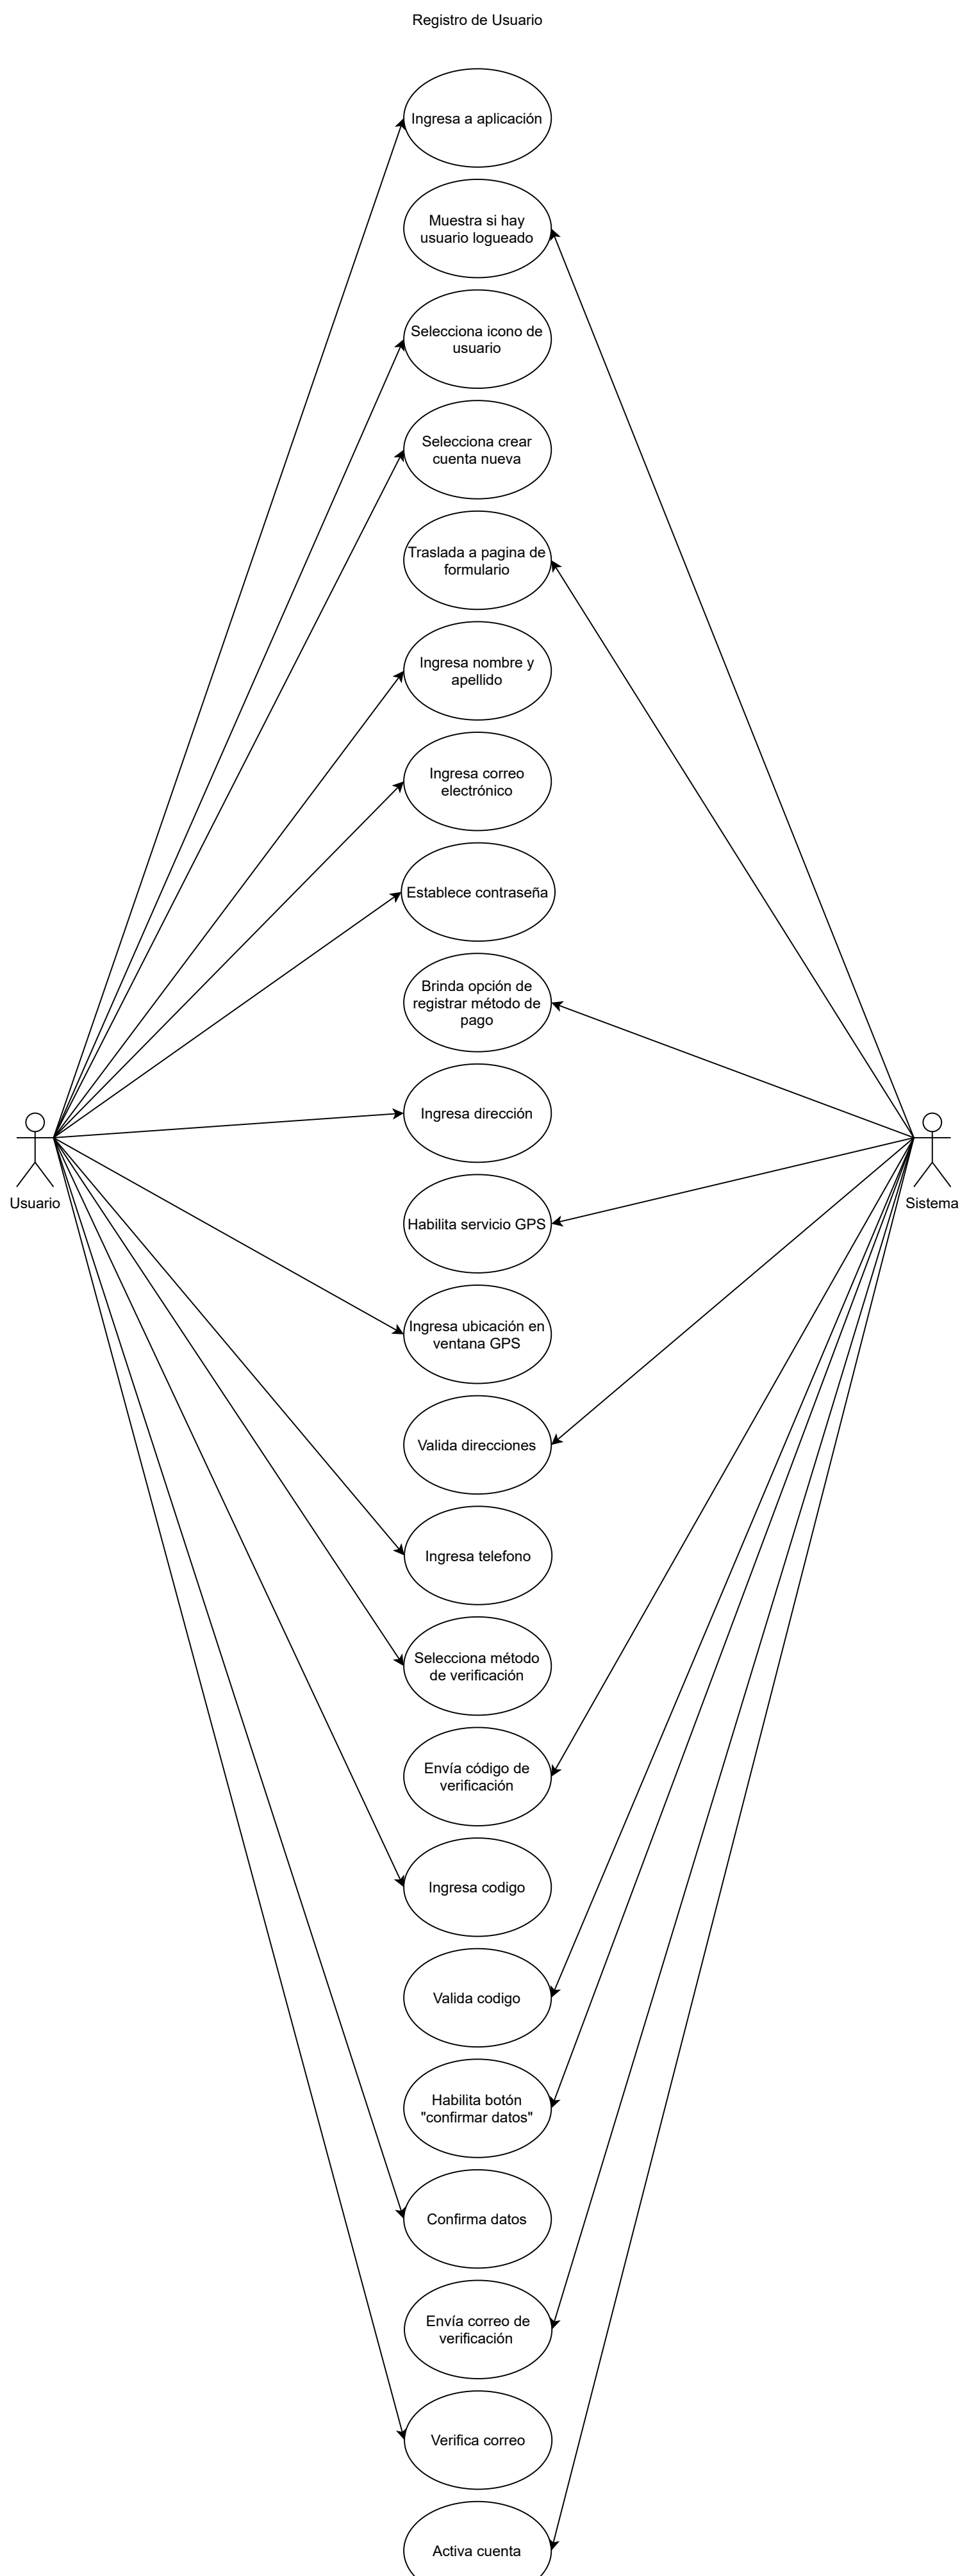 Registro de Usuario
Ingresa a aplicación
Muestra si hay
usuario logueado
Selecciona icono de
usuario
Selecciona crear
cuenta nueva
Traslada a pagina de
formulario
Ingresa nombre y
apellido
Ingresa correo
electrónico
Establece contraseña
Brinda opción de
registrar método de
pago
Ingresa dirección
Usuario
Sistema
Habilita servicio GPS
Ingresa ubicación en
ventana GPS
Valida direcciones
Ingresa telefono
Selecciona método
de verificación
Envía código de
verificación
Ingresa codigo
Valida codigo
Habilita botón
"confirmar datos"
Confirma datos
Envía correo de
verificación
Verifica correo
Activa cuenta